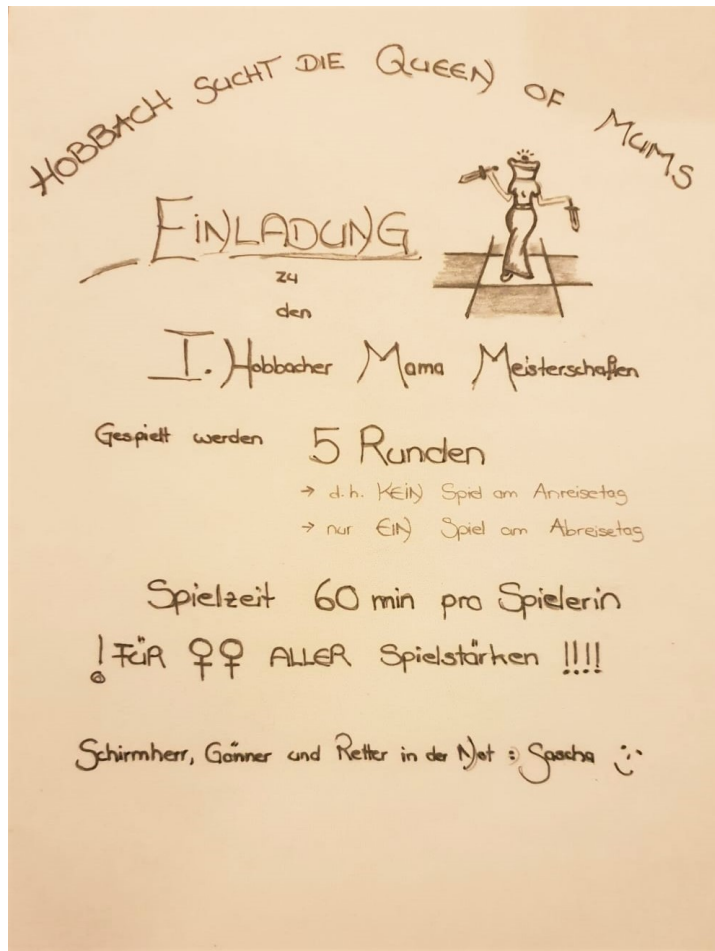 HOBBACH SUCHT DIE QUEEN OF MUMS
EINLADUNG
zu
den
I. Hobbacher Mama Meisterschaften
Gespielt werden 5 Runden
→ d.h. KEIN Spiel am Anreisetag
→ nur EIN Spiel am Abreisetag
Spielzeit 60 min pro Spielerin
! FÜR ♀♀ ALLER Spielstärken !!!!
Schirmherr, Gönner und Retter in der Not : Sascha :)